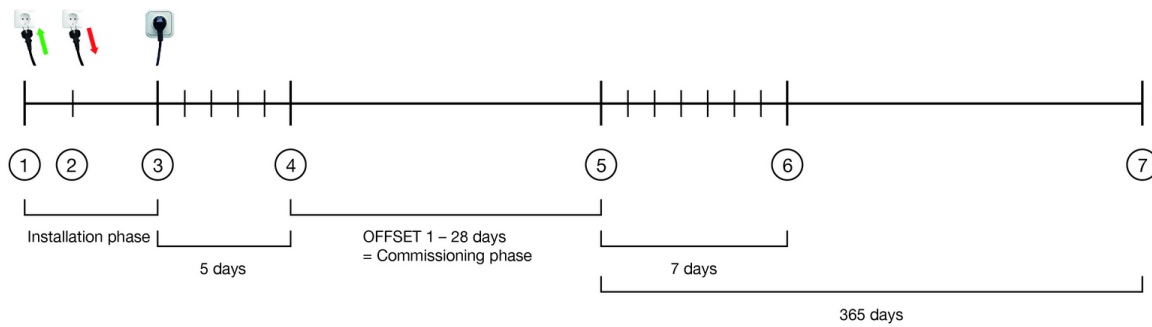 1
2
3
4
5
6
7
Installation phase
5 days
OFFSET 1 – 28 days
= Commissioning phase
7 days
365 days